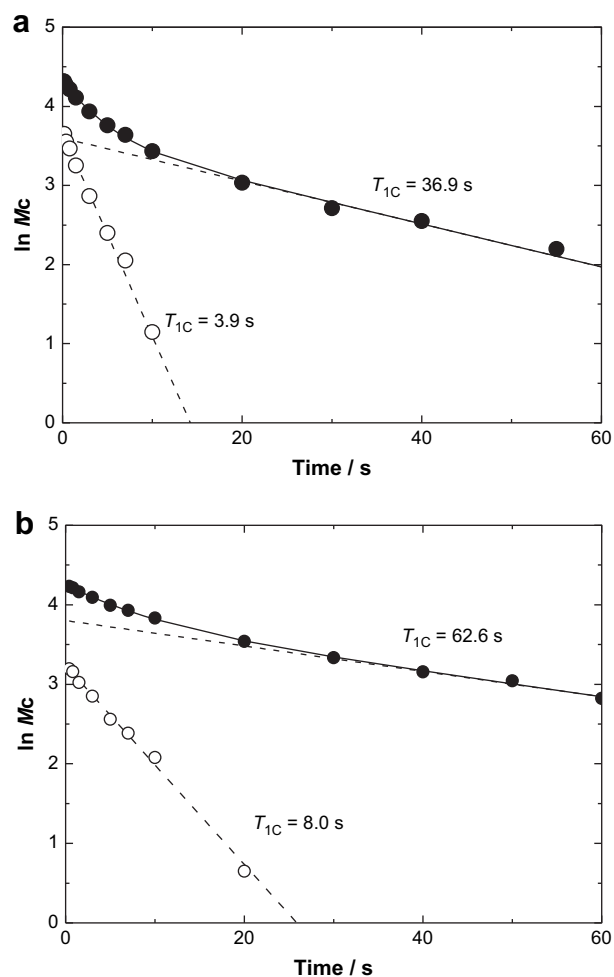 a
5
4
3
2
1
0
ln Mc
T1C = 36.9 s
T1C = 3.9 s
0 20 40 60
Time / s
b
5
4
3
2
1
0
ln Mc
T1C = 62.6 s
T1C = 8.0 s
0 20 40 60
Time / s